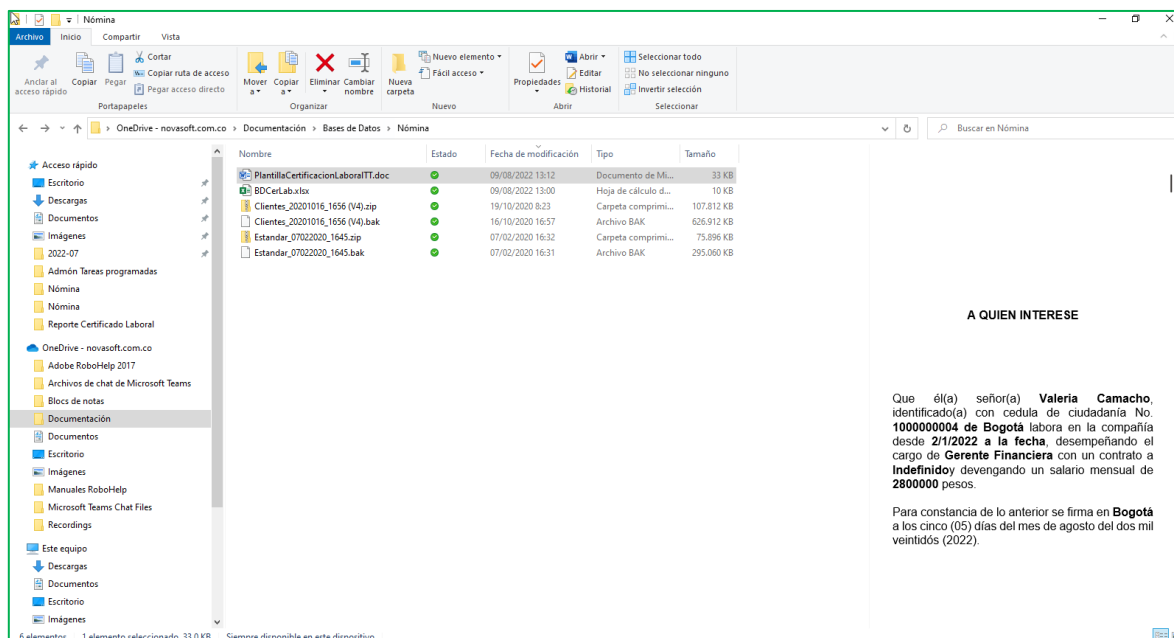 Nómina
Archivo Inicio Compartir Vista
Anclar al acceso rápido
Copiar
Pegar
Cortar
Copiar ruta de acceso
Pegar acceso directo
Portapapeles
Mover a
Copiar a
Eliminar
Cambiar nombre
Organizar
Nueva carpeta
Nuevo elemento
Fácil acceso
Nuevo
Propiedades
Abrir
Editar
Historial
Abrir
Seleccionar todo
No seleccionar ninguno
Invertir selección
Seleccionar
> OneDrive - novasoft.com.co > Documentación > Bases de Datos > Nómina
Buscar en Nómina
Acceso rápido
Escritorio
Descargas
Documentos
Imágenes
2022-07
Admón Tareas programadas
Nómina
Nómina
Reporte Certificado Laboral
OneDrive - novasoft.com.co
Adobe RoboHelp 2017
Archivos de chat de Microsoft Teams
Blocs de notas
Documentación
Documentos
Escritorio
Imágenes
Manuales RoboHelp
Microsoft Teams Chat Files
Recordings
Este equipo
Descargas
Documentos
Escritorio
Imágenes
Nombre Estado Fecha de modificación Tipo Tamaño
PlantillaCertificacionLaboralTT.doc 09/08/2022 13:12 Documento de Mi... 33 KB
BDCerLab.xlsx 09/08/2022 13:00 Hoja de cálculo d... 10 KB
Clientes_20201016_1656 (V4).zip 19/10/2020 8:23 Carpeta comprimi... 107.812 KB
Clientes_20201016_1656 (V4).bak 16/10/2020 16:57 Archivo BAK 626.912 KB
Estandar_07022020_1645.zip 07/02/2020 16:32 Carpeta comprimi... 75.896 KB
Estandar_07022020_1645.bak 07/02/2020 16:31 Archivo BAK 295.060 KB
A QUIEN INTERESE
Que él(a) señor(a) Valeria Camacho,
identificado(a) con cedula de ciudadanía No.
1000000004 de Bogotá labora en la compañía
desde 2/1/2022 a la fecha, desempeñando el
cargo de Gerente Financiera con un contrato a
Indefinidoy devengando un salario mensual de
2800000 pesos.
Para constancia de lo anterior se firma en Bogotá
a los cinco (05) días del mes de agosto del dos mil
veintidós (2022).
6 elementos 1 elemento seleccionado 33,0 KB Siempre disponible en este dispositivo